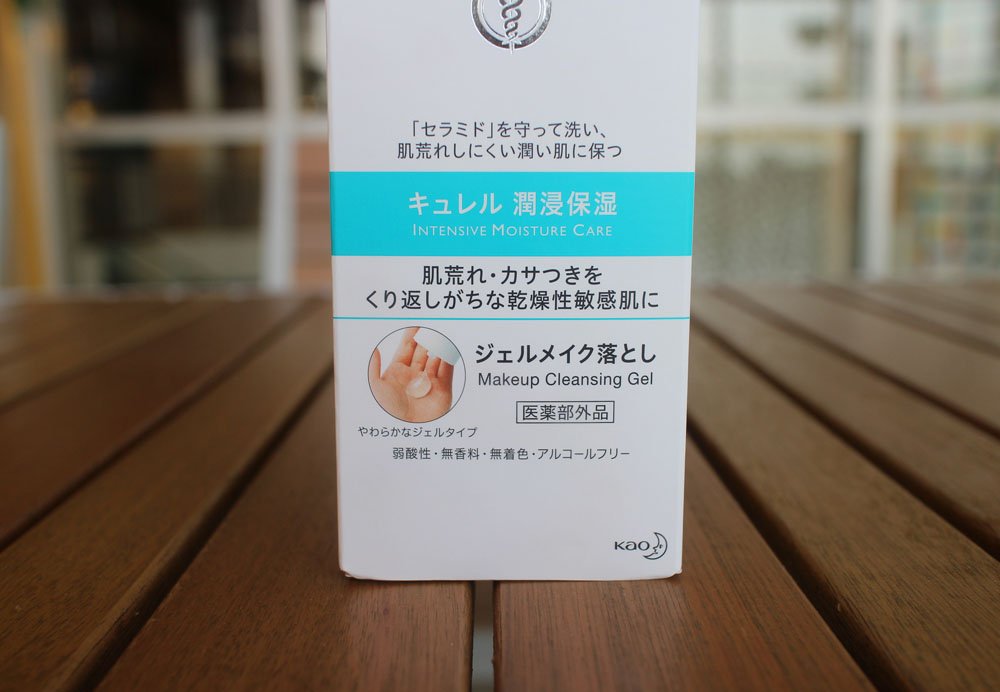 「セラミド」を守って洗い、
肌荒れしにくい潤い肌に保つ
キュレル 潤浸保湿
INTENSIVE MOISTURE CARE
肌荒れ・カサつきを
くり返しがちな乾燥性敏感肌に
ジェルメイク落とし
Makeup Cleansing Gel
医薬部外品
やわらかなジェルタイプ
弱酸性・無香料・無着色・アルコールフリー
Kao